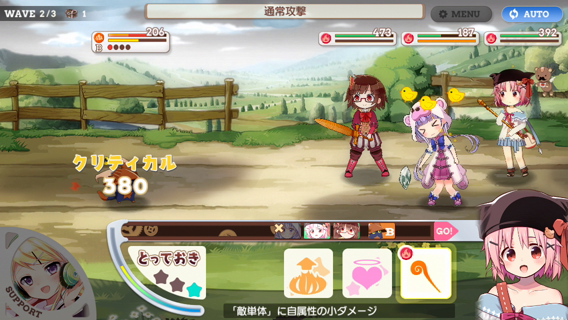 WAVE 2/3 1
通常攻撃
MENU
AUTO
206
B
473
187
392
クリティカル
380
GO!
B
とっておき
SUPPORT
「敵単体」に自属性の小ダメージ